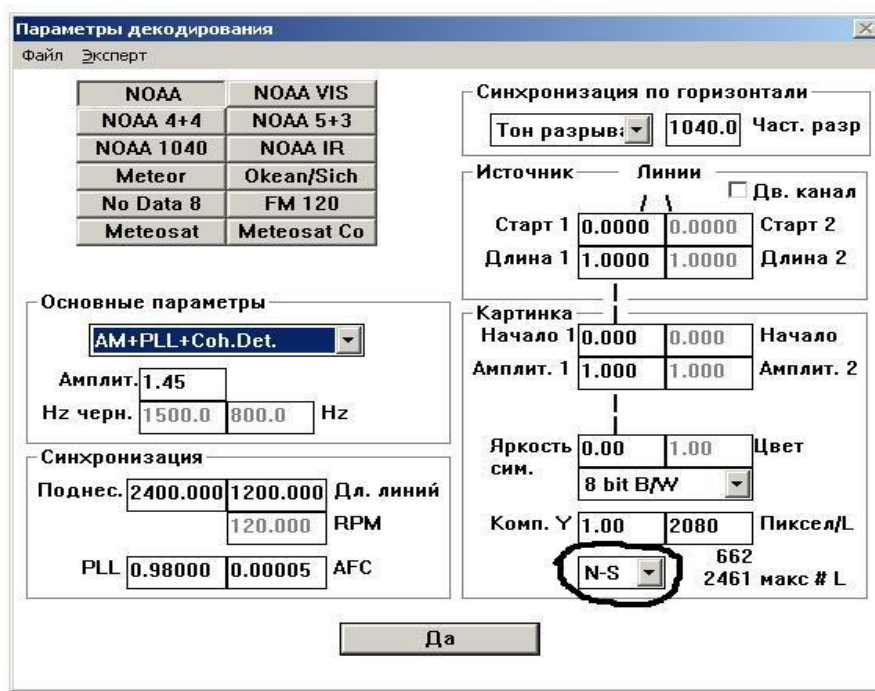 Параметры декодирования
Файл Эксперт
NOAA NOAA VIS
NOAA 4+4 NOAA 5+3
NOAA 1040 NOAA IR
Meteor Okean/Sich
No Data 8 FM 120
Meteosat Meteosat Co
Основные параметры
AM+PLL+Coh.Det.
Амплит. 1.45
Hz черн. 1500.0 800.0 Hz
Синхронизация
Поднес. 2400.000 1200.000 Дл. линий
120.000 RPM
PLL 0.98000 0.00005 AFC
Синхронизация по горизонтали
Тон разрыва 1040.0 Част. разр
Источник Линии
Дв. канал
Старт 1 0.0000 0.0000 Старт 2
Длина 1 1.0000 1.0000 Длина 2
Картинка
Начало 1 0.000 0.000 Начало
Амплит. 1 1.000 1.000 Амплит. 2
Яркость 0.00 1.00 Цвет
сим.
8 bit B/W
Комп. Y 1.00 2080 Пиксел/L
662
N-S 2461 макс # L
Да